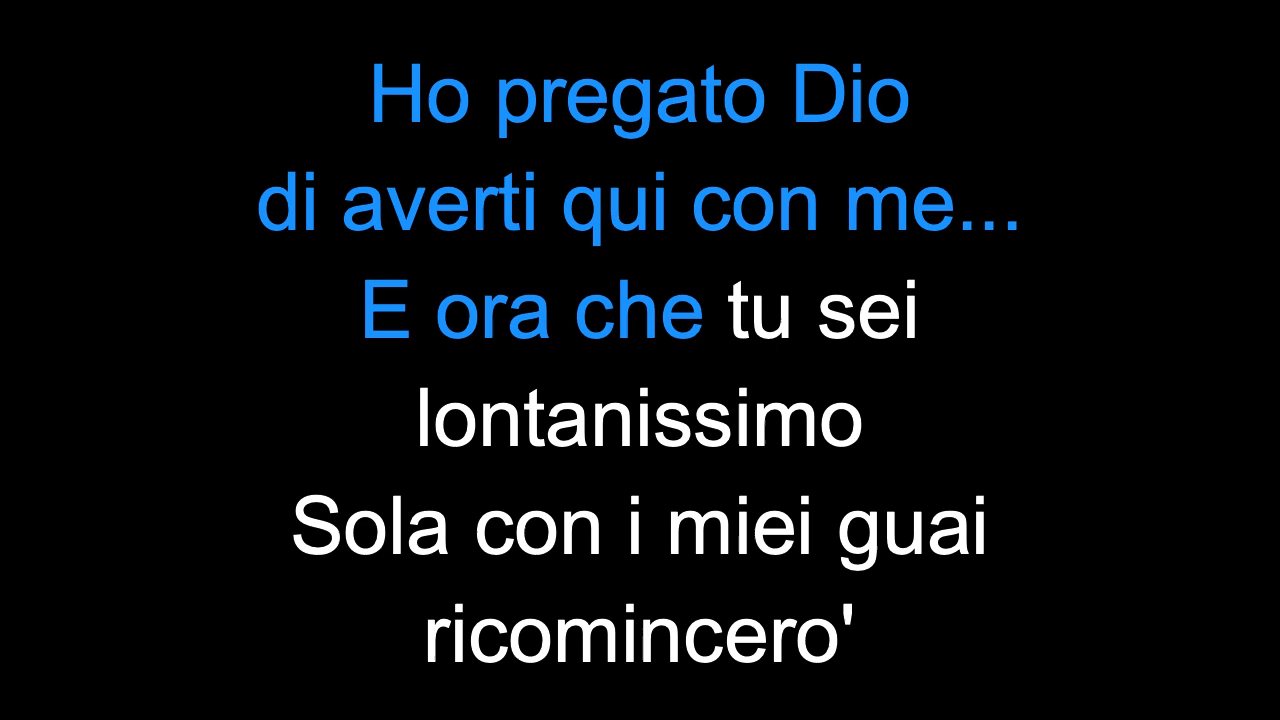 Ho pregato Dio
di averti qui con me...
E ora che tu sei
lontanissimo
Sola con i miei guai
ricomincero'